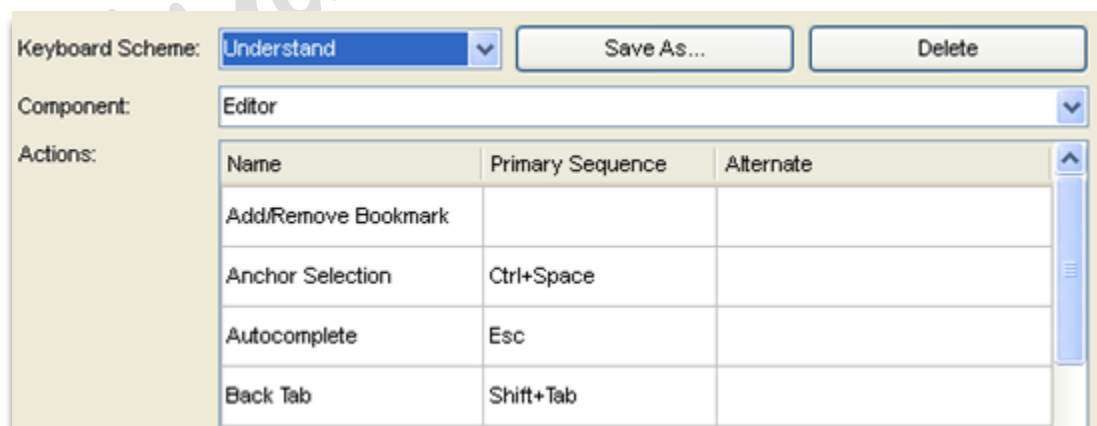 Keyboard Scheme: Understand Save As... Delete
Component: Editor
Actions:
Name Primary Sequence Alternate
Add/Remove Bookmark
Anchor Selection Ctrl+Space
Autocomplete Esc
Back Tab Shift+Tab